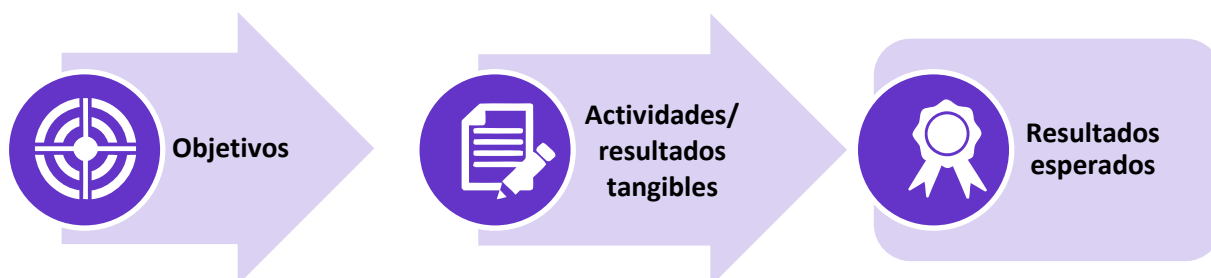 Objetivos
Actividades/
resultados
tangibles
Resultados
esperados